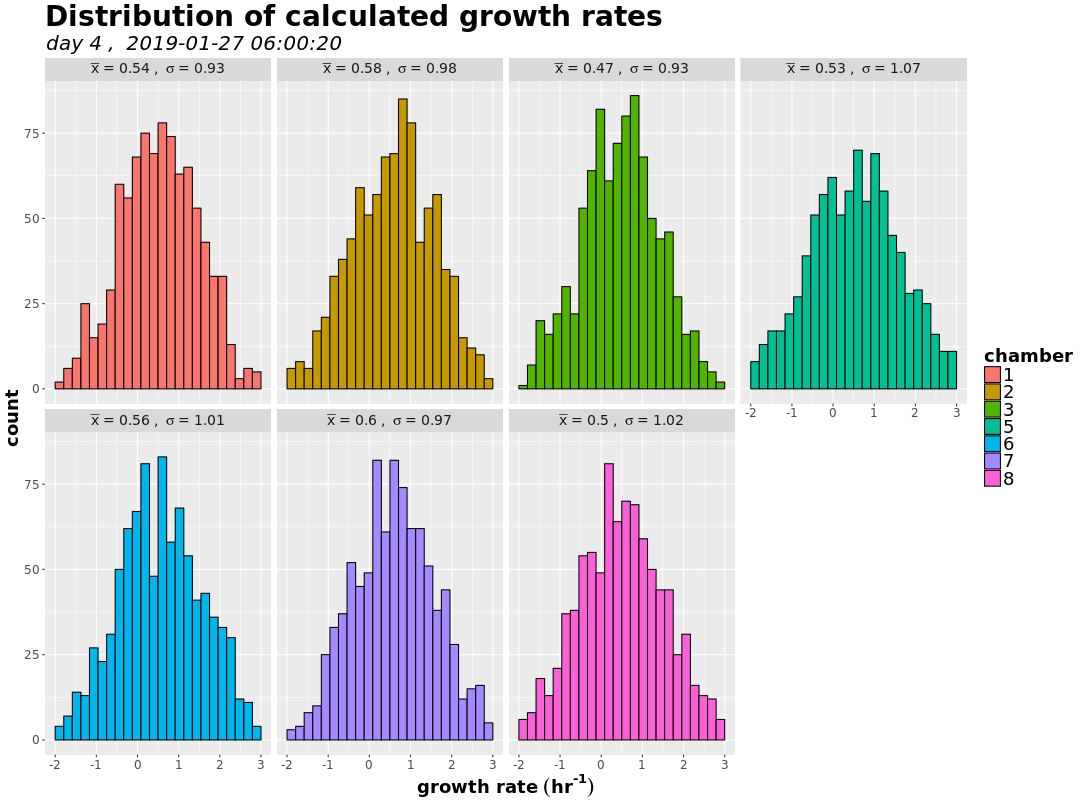 Distribution of calculated growth rates
day 4 , 2019-01-27 06:00:20
x̅ = 0.54 , σ = 0.93
x̅ = 0.58 , σ = 0.98
x̅ = 0.47 , σ = 0.93
x̅ = 0.53 , σ = 1.07
75
50
25
0
-2 -1 0 1 2 3
x̅ = 0.56 , σ = 1.01
x̅ = 0.6 , σ = 0.97
x̅ = 0.5 , σ = 1.02
75
50
25
0
-2 -1 0 1 2 3
-2 -1 0 1 2 3
-2 -1 0 1 2 3
count
growth rate (hr⁻¹)
chamber
1
2
3
5
6
7
8